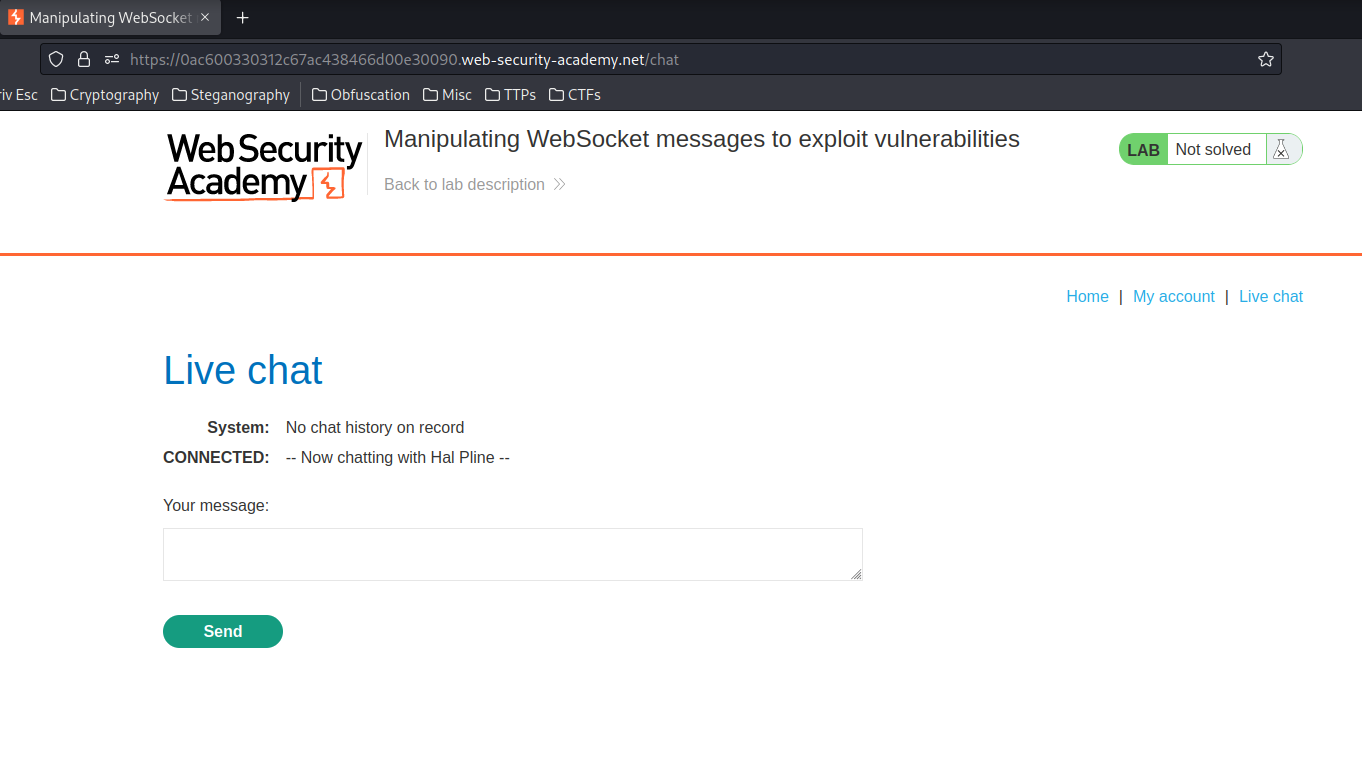 Manipulating WebSocket
https://0ac600330312c67ac438466d00e30090.web-security-academy.net/chat
riv Esc Cryptography Steganography Obfuscation Misc TTPs CTFs
Web Security
Academy
Manipulating WebSocket messages to exploit vulnerabilities
Back to lab description
LAB Not solved
Home | My account | Live chat
Live chat
System: No chat history on record
CONNECTED: -- Now chatting with Hal Pline --
Your message:
Send